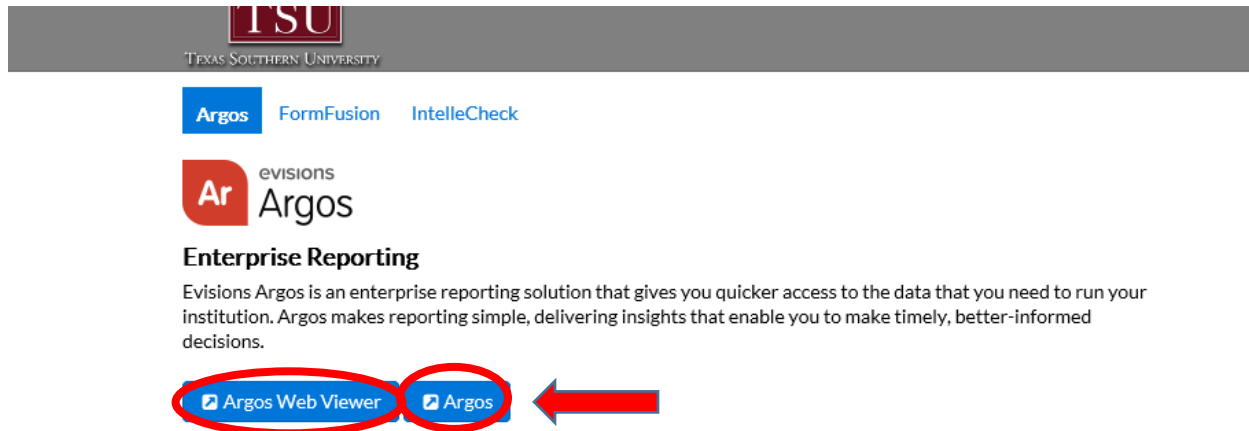 TSU
TEXAS SOUTHERN UNIVERSITY
Argos FormFusion IntelleCheck
Ar evisions
Argos
Enterprise Reporting
Evisions Argos is an enterprise reporting solution that gives you quicker access to the data that you need to run your
institution. Argos makes reporting simple, delivering insights that enable you to make timely, better-informed
decisions.
Argos Web Viewer Argos